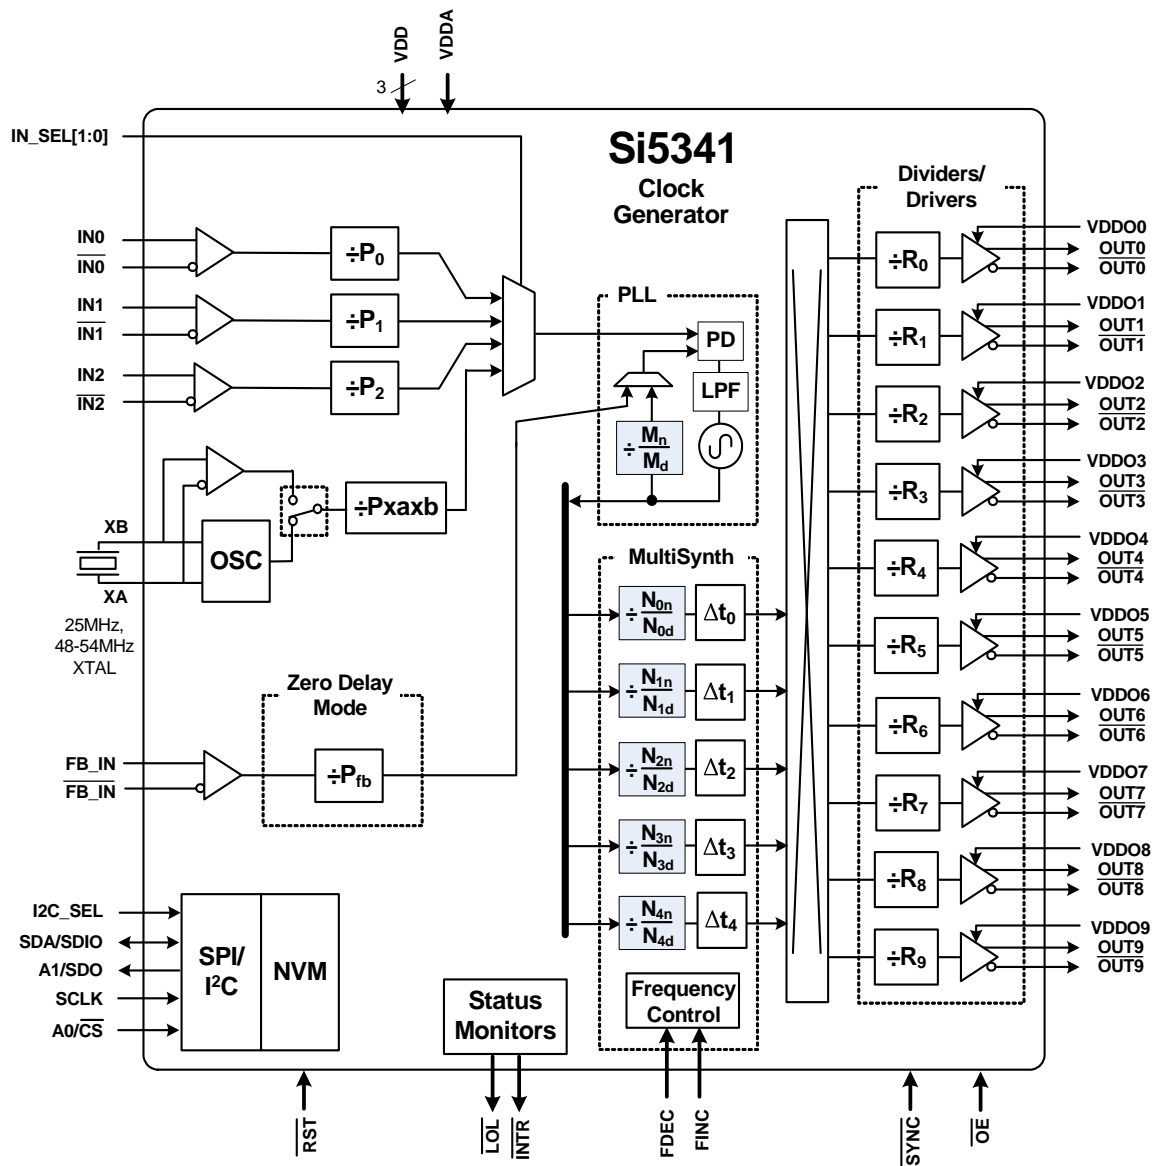 VDD
VDDA
3
IN_SEL[1:0]
Si5341
Clock
Generator
Dividers/
Drivers
IN0
IN0
÷P0
IN1
IN1
÷P1
IN2
IN2
÷P2
PLL
PD
LPF
÷ Mn
Md
XB
XA
OSC
÷Pxaxb
25MHz,
48-54MHz
XTAL
Zero Delay
Mode
FB_IN
FB_IN
÷Pfb
MultiSynth
÷ N0n
N0d
Δt0
÷ N1n
N1d
Δt1
÷ N2n
N2d
Δt2
÷ N3n
N3d
Δt3
÷ N4n
N4d
Δt4
Frequency
Control
÷R0
VDDO0
OUT0
OUT0
÷R1
VDDO1
OUT1
OUT1
÷R2
VDDO2
OUT2
OUT2
÷R3
VDDO3
OUT3
OUT3
÷R4
VDDO4
OUT4
OUT4
÷R5
VDDO5
OUT5
OUT5
÷R6
VDDO6
OUT6
OUT6
÷R7
VDDO7
OUT7
OUT7
÷R8
VDDO8
OUT8
OUT8
÷R9
VDDO9
OUT9
OUT9
I2C_SEL
SDA/SDIO
A1/SDO
SCLK
A0/CS
SPI/
I²C
NVM
Status
Monitors
RST
LOL
INTR
FDEC
FINC
SYNC
OE